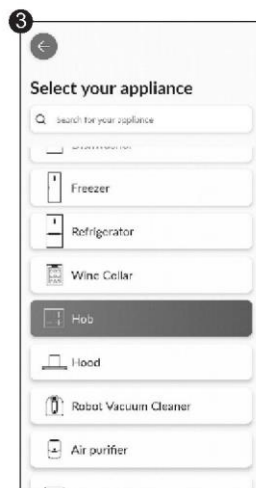 3
Select your appliance
Search for your appliance
Dishwasher
Freezer
Refrigerator
Wine Cellar
Hob
Hood
Robot Vacuum Cleaner
Air purifier